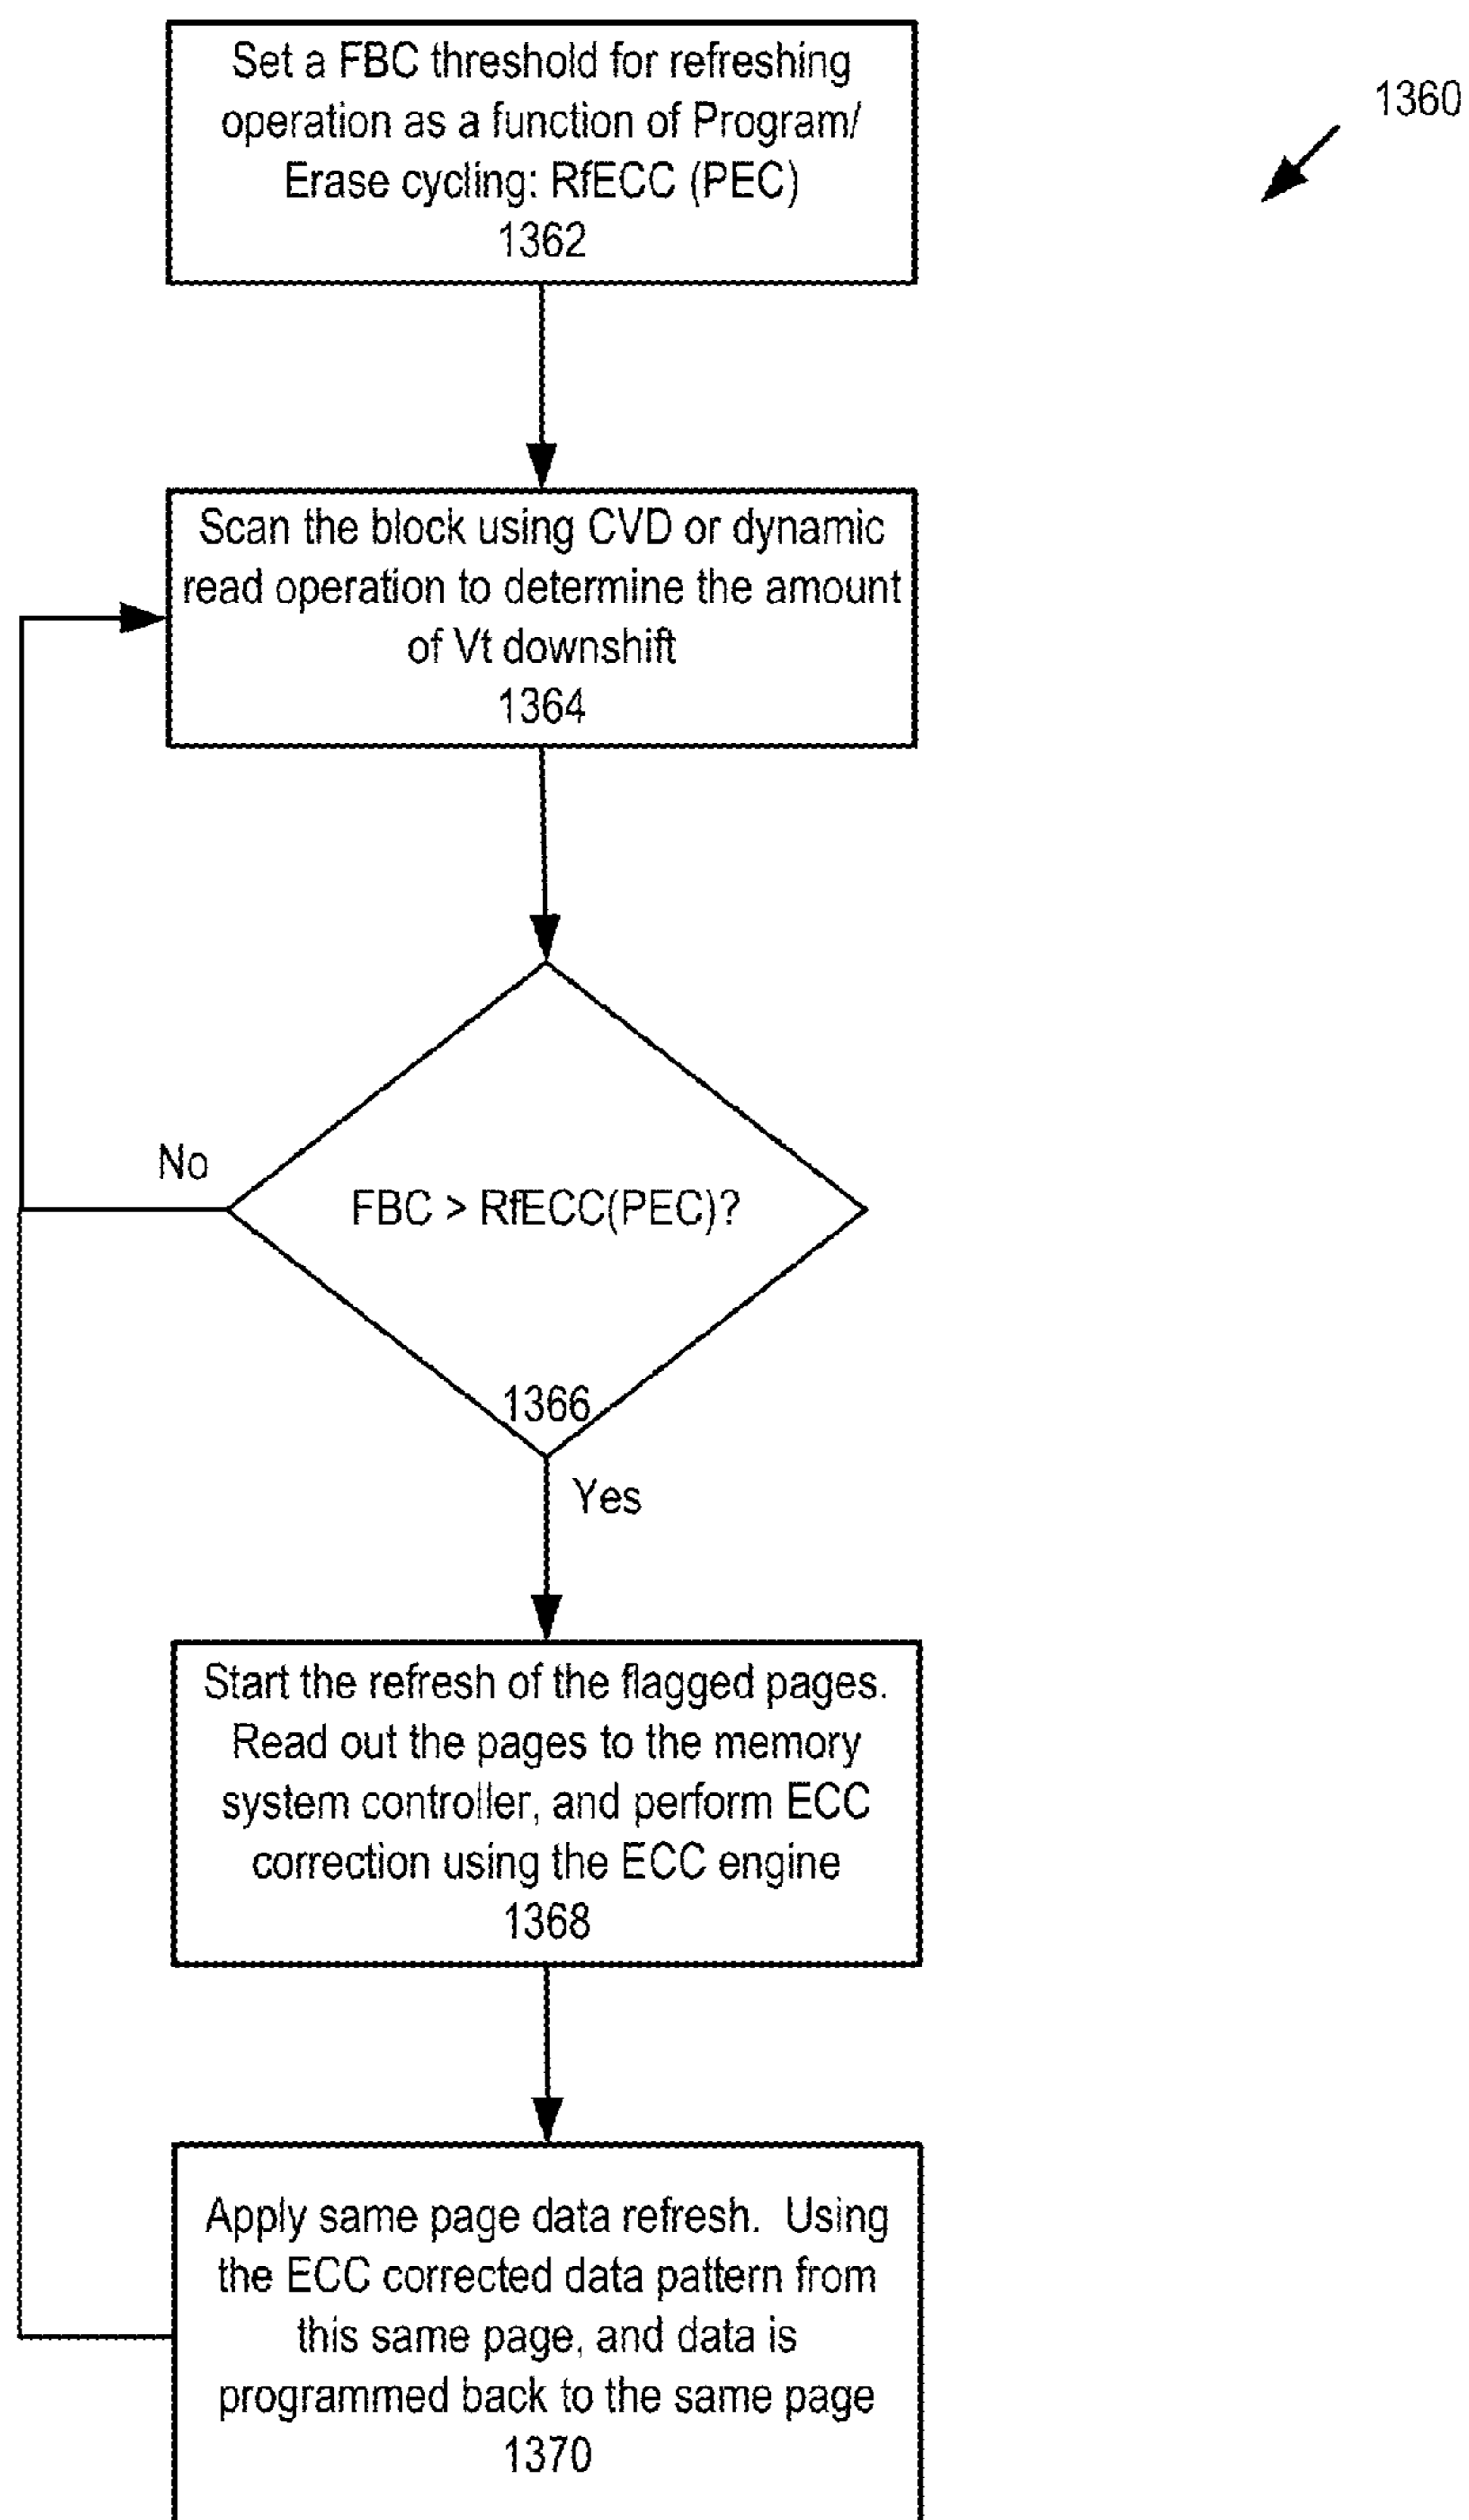 Set a FBC threshold for refreshing
operation as a function of Program/
Erase cycling: RfECC (PEC)
1362
1360
Scan the block using CVD or dynamic
read operation to determine the amount
of Vt downshift
1364
No
FBC > RfECC(PEC)?
1366
Yes
Start the refresh of the flagged pages.
Read out the pages to the memory
system controller, and perform ECC
correction using the ECC engine
1368
Apply same page data refresh.  Using
the ECC corrected data pattern from
this same page, and data is
programmed back to the same page
1370